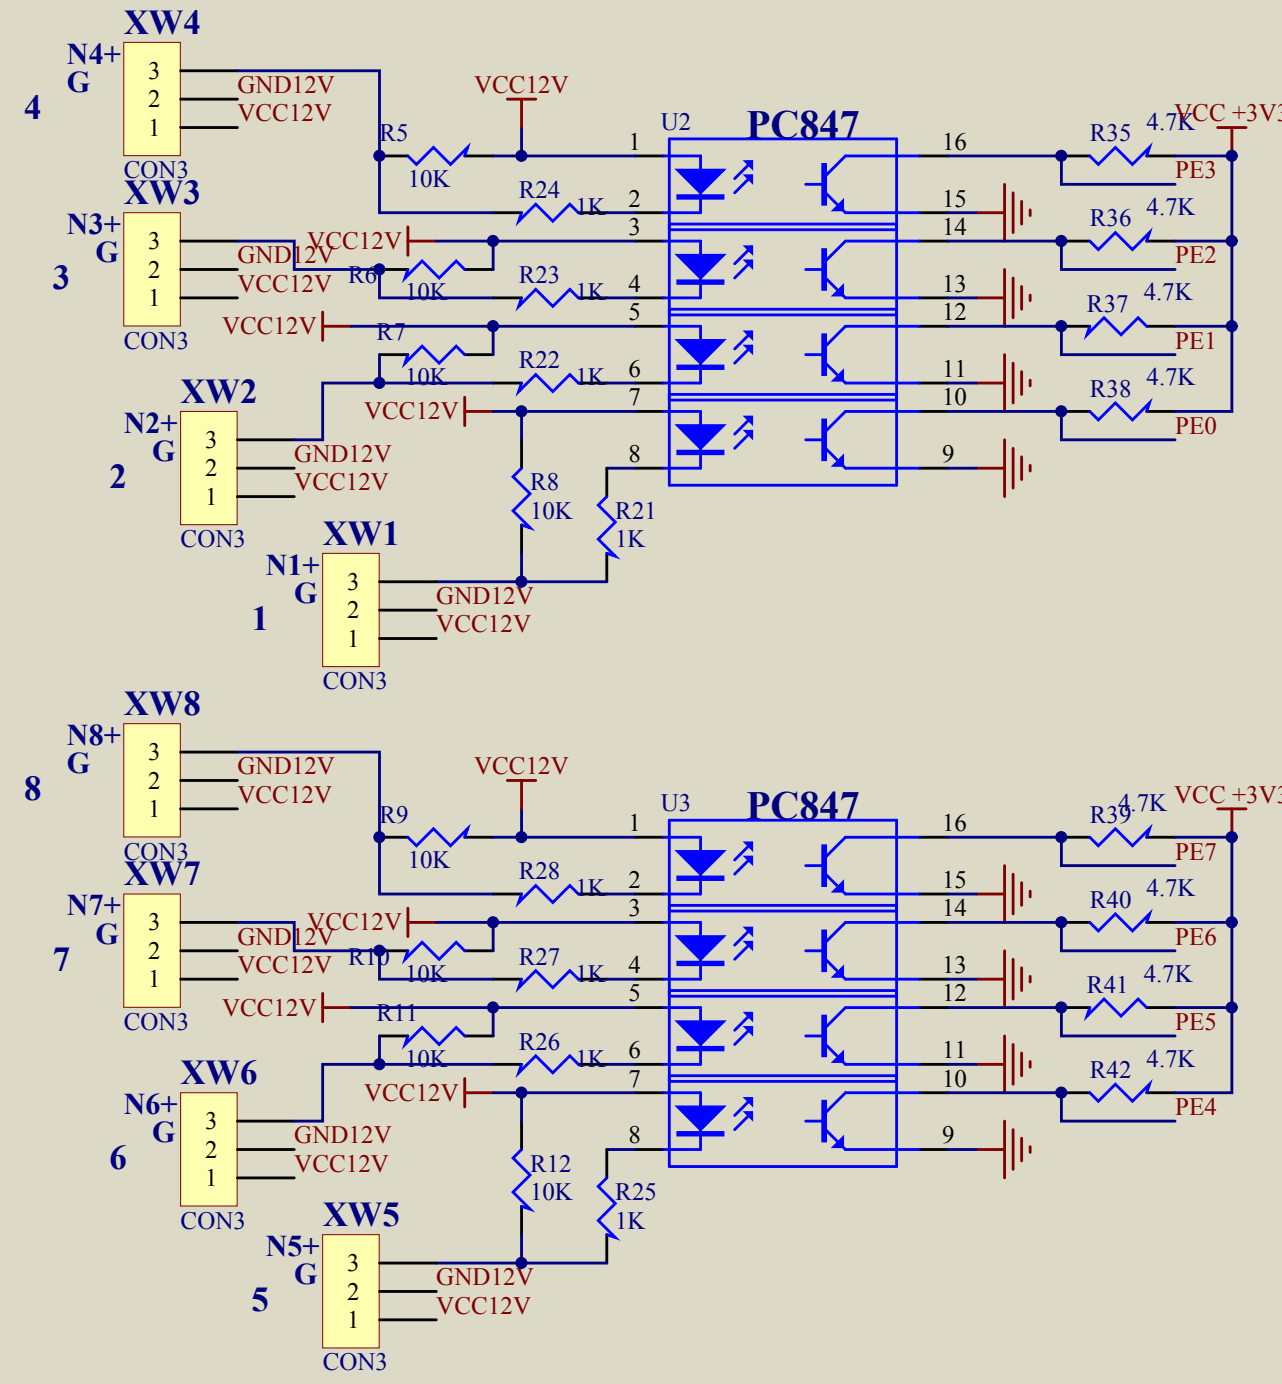 XW4
N4+
G
4
3
2
1
GND12V
VCC12V
CON3
R5
10K
VCC12V
R24
1K
U2
PC847
1
2
16
15
R35
4.7K
VCC +3V3
PE3
XW3
N3+
G
3
3
2
1
GND12V
VCC12V
CON3
VCC12V
R6
10K
R23
1K
3
4
14
13
R36
4.7K
PE2
VCC12V
R7
10K
R22
1K
5
6
12
11
R37
4.7K
PE1
XW2
N2+
G
2
3
2
1
GND12V
VCC12V
CON3
VCC12V
7
8
10
9
R38
4.7K
PE0
R8
10K
R21
1K
XW1
N1+
G
1
3
2
1
GND12V
VCC12V
CON3
XW8
N8+
G
8
3
2
1
GND12V
VCC12V
CON3
R9
10K
VCC12V
R28
1K
U3
PC847
1
2
16
15
R39
4.7K
VCC +3V3
PE7
XW7
N7+
G
7
3
2
1
GND12V
VCC12V
CON3
VCC12V
R10
10K
R27
1K
3
4
14
13
R40
4.7K
PE6
VCC12V
R11
10K
R26
1K
5
6
12
11
R41
4.7K
PE5
XW6
N6+
G
6
3
2
1
GND12V
VCC12V
CON3
VCC12V
7
8
10
9
R42
4.7K
PE4
R12
10K
R25
1K
XW5
N5+
G
5
3
2
1
GND12V
VCC12V
CON3